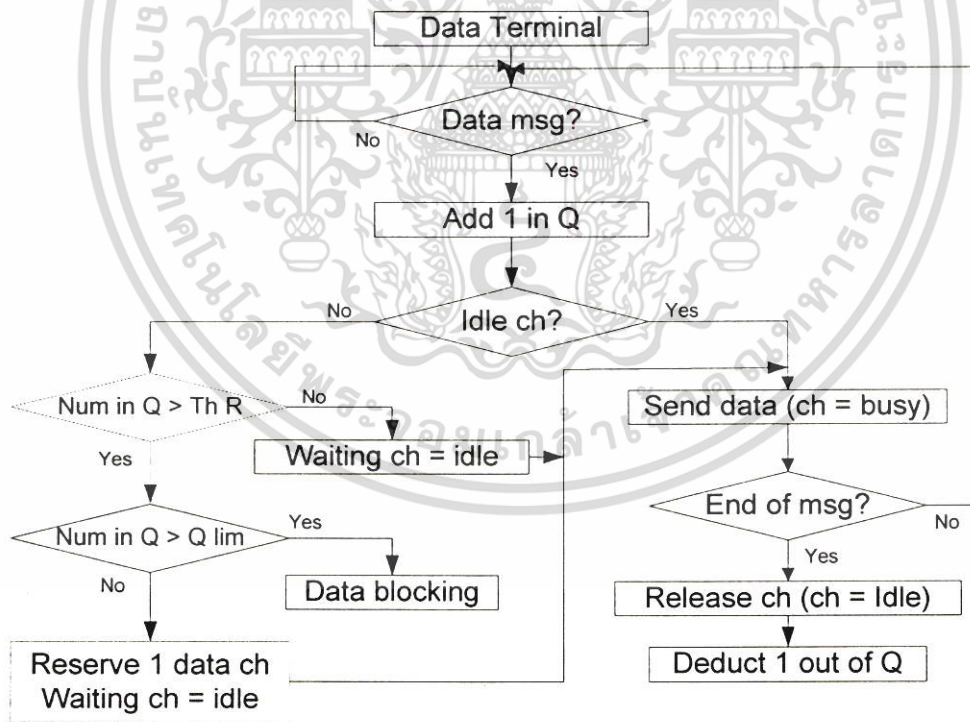 Data Terminal
Data msg?
No
Yes
Add 1 in Q
Idle ch?
No
Yes
Num in Q > Th R
No
Yes
Waiting ch = idle
Send data (ch = busy)
Num in Q > Q lim
Yes
No
Data blocking
End of msg?
No
Yes
Release ch (ch = Idle)
Deduct 1 out of Q
Reserve 1 data ch
Waiting ch = idle